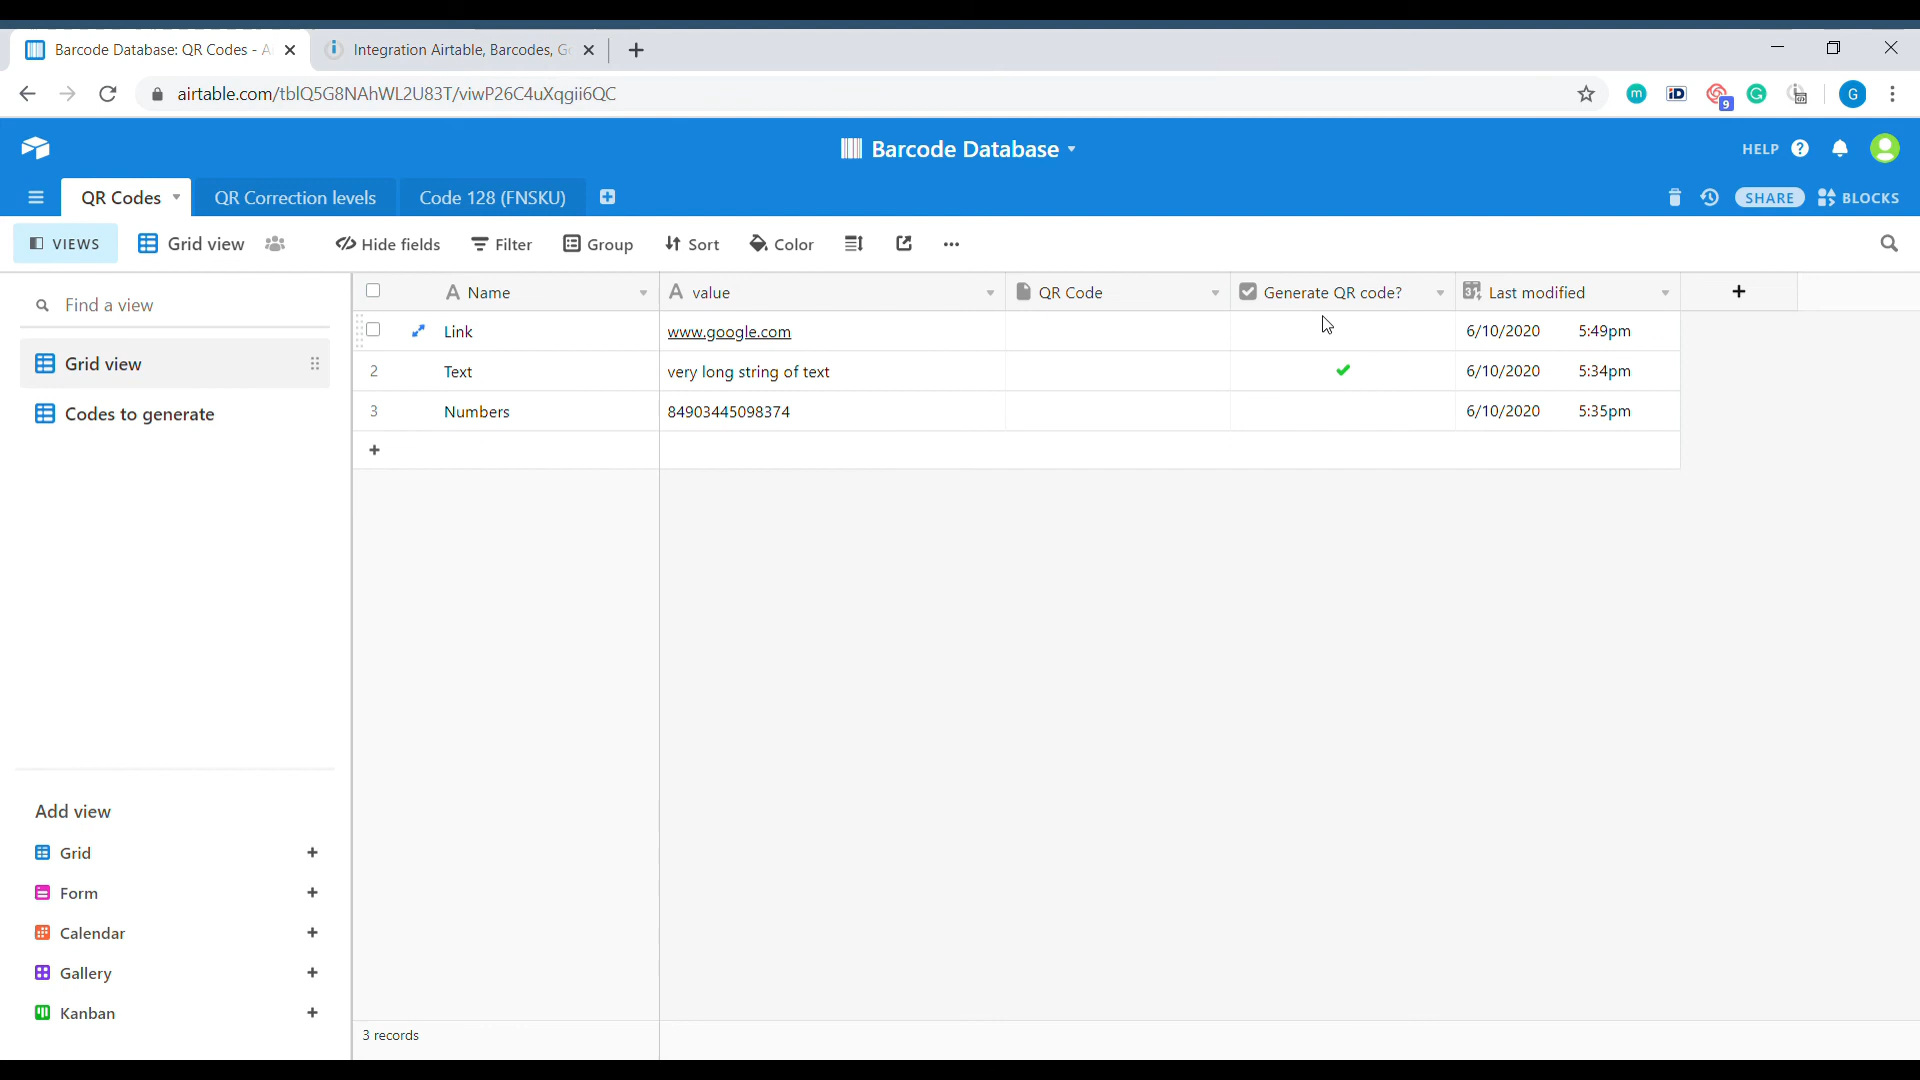 Barcode Database: QR Codes - A
Integration Airtable, Barcodes, Go
airtable.com/tblQ5G8NAhWL2U83T/viwP26C4uXqgii6QC
m
iD
9
G
G
Barcode Database
HELP ?
QR Codes
QR Correction levels
Code 128 (FNSKU)
SHARE
BLOCKS
VIEWS
Grid view
Hide fields
Filter
Group
Sort
Color
Find a view
Grid view
Codes to generate
Add view
Grid
Form
Calendar
Gallery
Kanban
A Name
A value
QR Code
Generate QR code?
31 Last modified
Link
www.google.com
6/10/2020 5:49pm
2 Text
very long string of text
6/10/2020 5:34pm
3 Numbers
84903445098374
6/10/2020 5:35pm
3 records